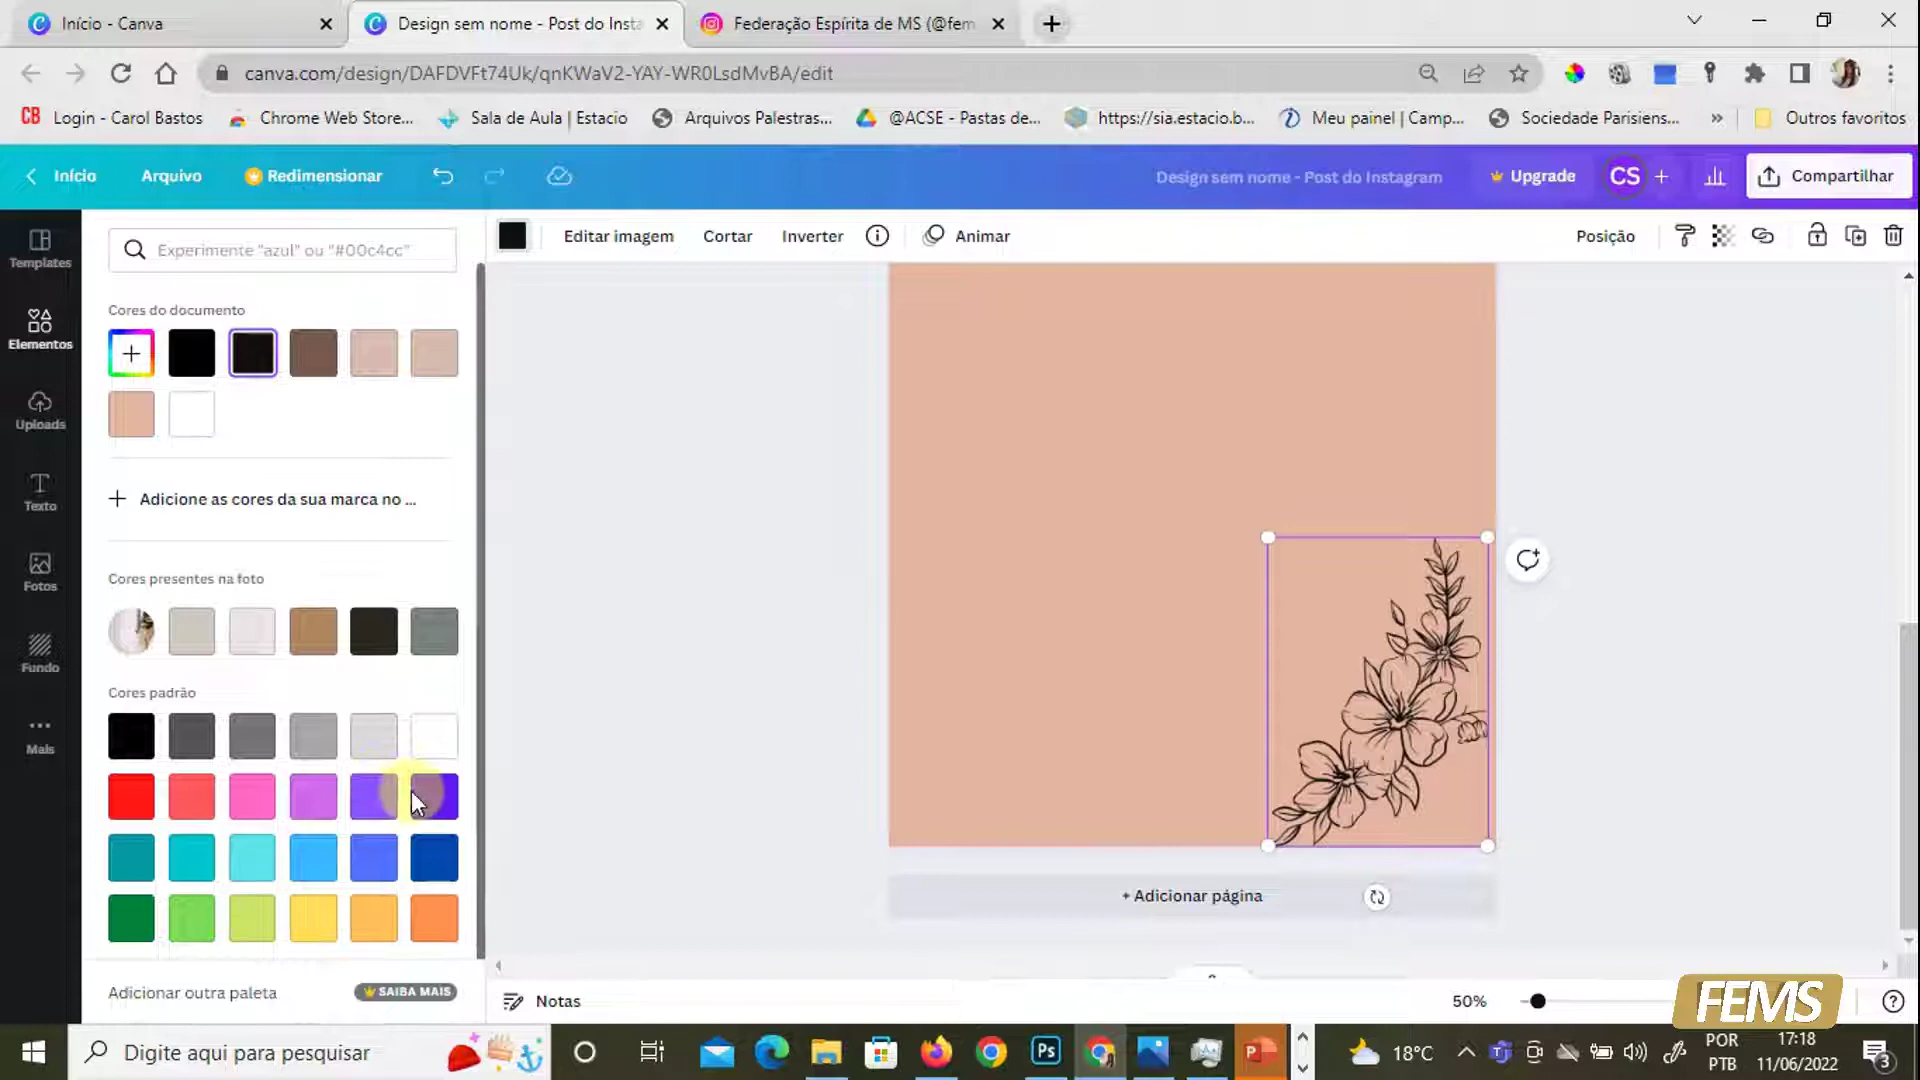 Início - Canva
Design sem nome - Post do Insta
Federação Espírita de MS (@fem
canva.com/design/DAFDVFt74Uk/qnKWaV2-YAY-WR0LsdMvBA/edit
CB Login - Carol Bastos
Chrome Web Store...
Sala de Aula | Estacio
Arquivos Palestras...
@ACSE - Pastas de...
https://sia.estacio.b...
Meu painel | Camp...
Sociedade Parisiens...
»
Outros favoritos
Início
Arquivo
Redimensionar
Design sem nome - Post do Instagram
Upgrade
CS
+
Compartilhar
Templates
Elementos
Uploads
Texto
Fotos
Fundo
Mais
Experimente "azul" ou "#00c4cc"
Editar imagem
Cortar
Inverter
Animar
Posição
Cores do documento
+ Adicione as cores da sua marca no ...
Cores presentes na foto
Cores padrão
Adicionar outra paleta
SAIBA MAIS
+ Adicionar página
Notas
50%
FEMS
Digite aqui para pesquisar
Ps
P
18°C
POR
PTB
17:18
11/06/2022
3